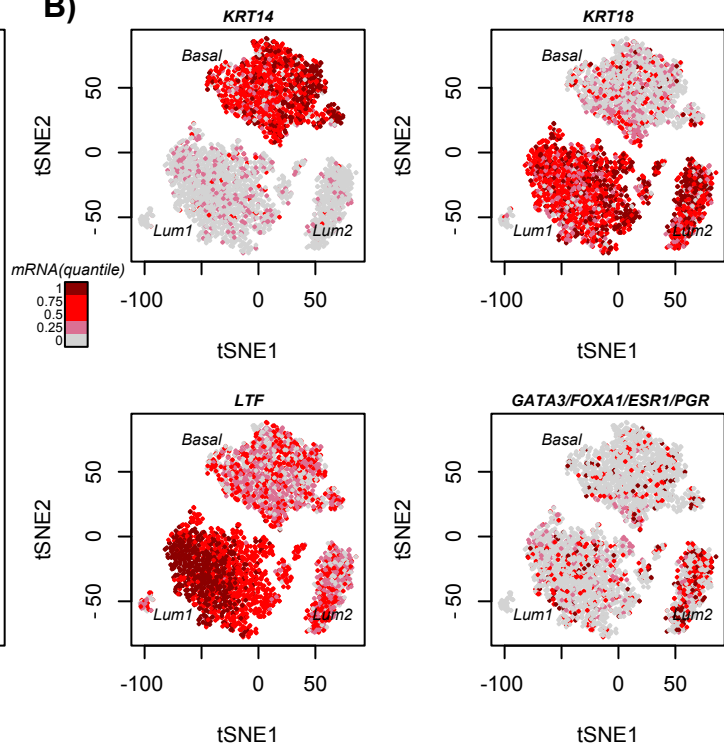 B)
KRT14
Basal
Lum1
Lum2
tSNE2
50
0
- 50
-100
0
50
tSNE1
KRT18
Basal
Lum1
Lum2
tSNE2
50
0
- 50
-100
0
50
tSNE1
mRNA(quantile)
1
0.75
0.5
0.25
0
LTF
Basal
Lum1
Lum2
tSNE2
50
0
- 50
-100
0
50
tSNE1
GATA3/FOXA1/ESR1/PGR
Basal
Lum1
Lum2
tSNE2
50
0
- 50
-100
0
50
tSNE1